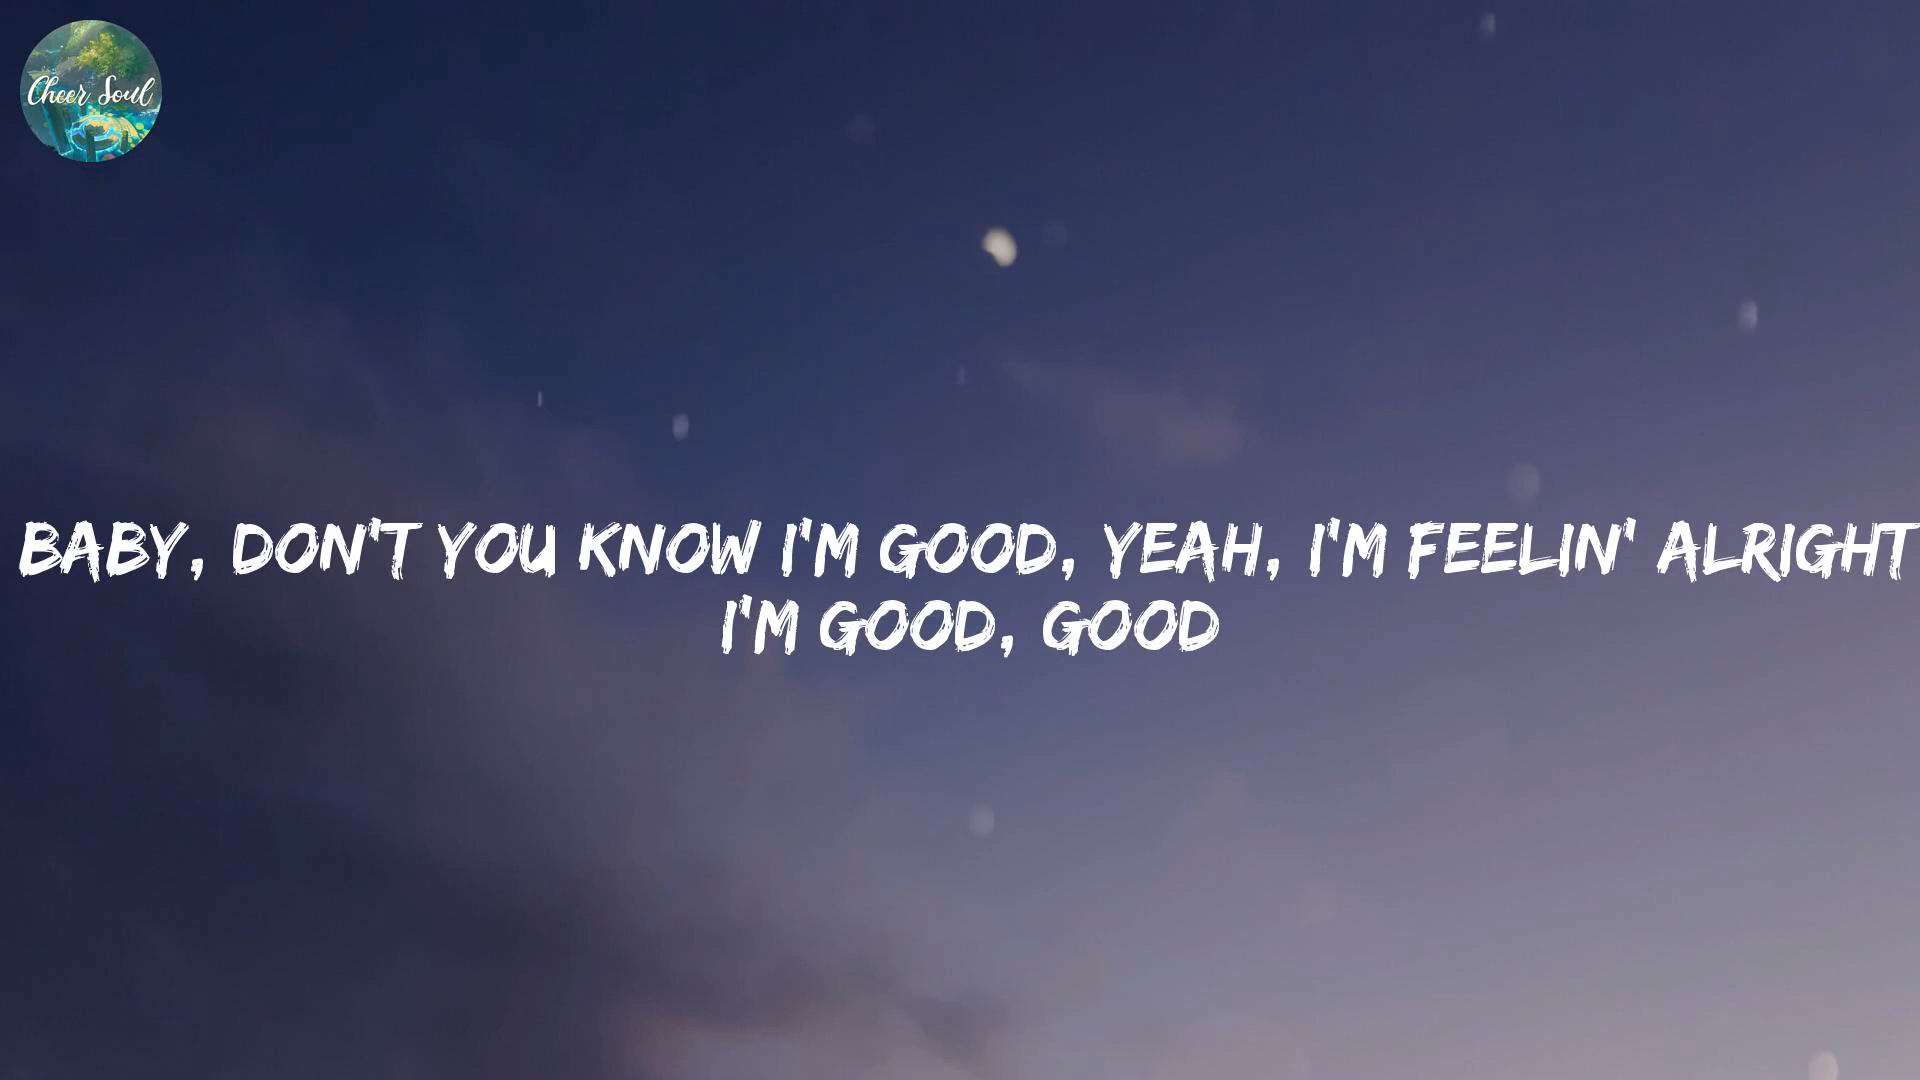 Cheer Soul
BABY, DON'T YOU KNOW I'M GOOD, YEAH, I'M FEELIN' ALRIGHT
I'M GOOD, GOOD